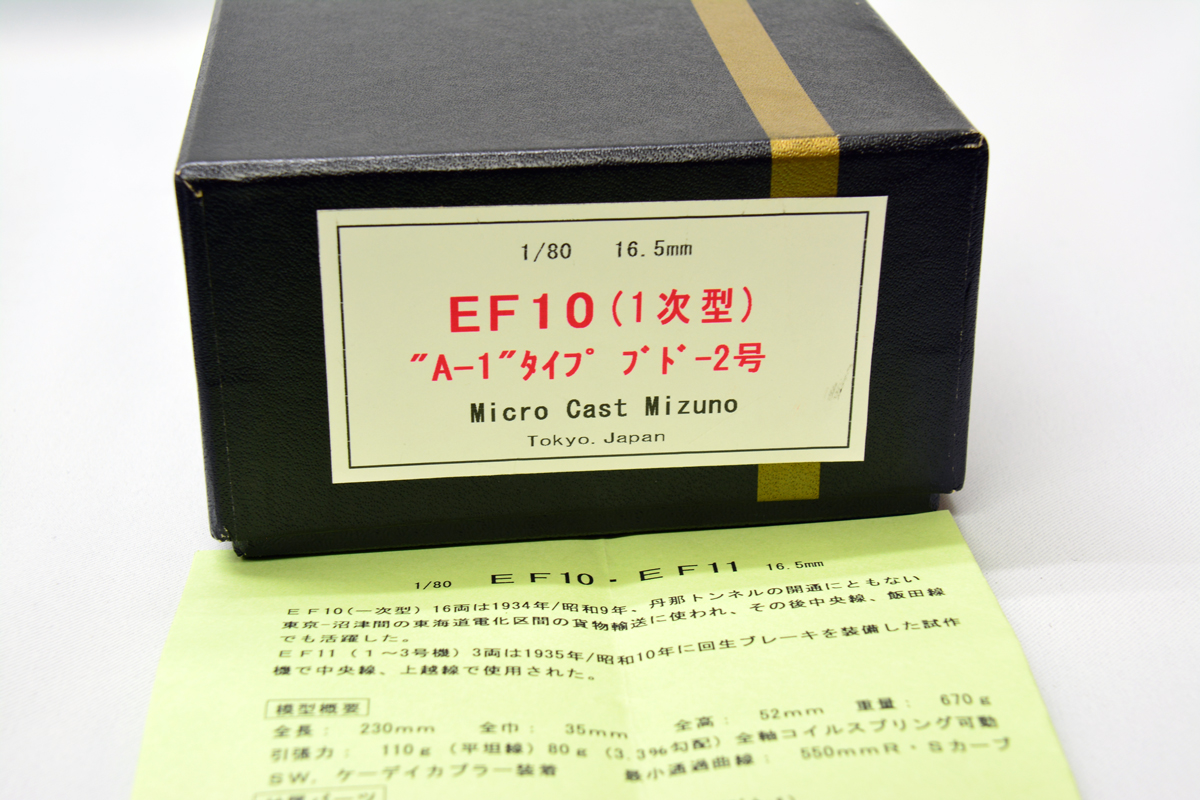 1/80 16.5mm
EF10(1次型)
"A-1"ﾀｲﾌﾟ ﾌﾞﾄﾞｰ2号
Micro Cast Mizuno
Tokyo. Japan
1/80 EF10．EF11 16.5mm
EF10(一次型) 16両は1934年/昭和9年、丹那トンネルの開通にともない
東京-沼津間の東海道電化区間の貨物輸送に使われ、その後中央線、飯田線
でも活躍した。
EF11 (1〜3号機) 3両は1935年/昭和10年に回生ブレーキを装備した試作
機で中央線、上越線で使用された。
模型概要
全長： 230mm 全巾： 35mm 全高： 52mm 重量： 670g
引張力： 110g (平坦線) 80g (3.3%勾配) 全軸コイルスプリング可動
SW. ケーデイカプラー装着 最小通過曲線： 550mmR・Sカーブ